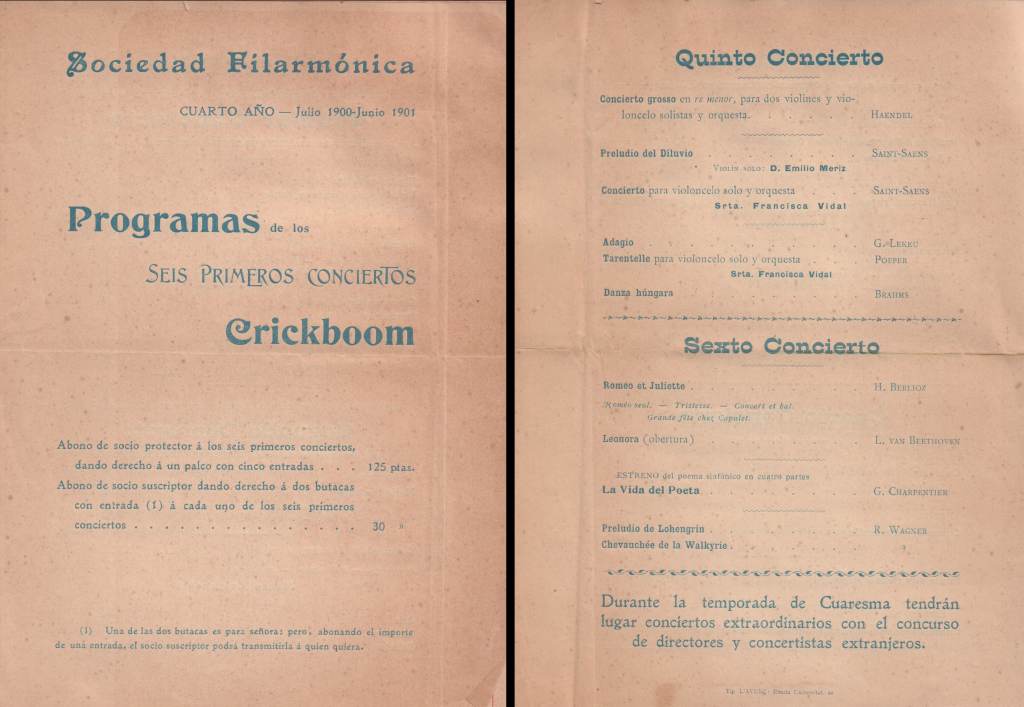 Sociedad Filarmónica
CUARTO AÑO — Julio 1900-Junio 1901
Programas de los
SEIS PRIMEROS CONCIERTOS
Crickboom
Abono de socio protector á los seis primeros conciertos,
dando derecho á un palco con cinco entradas . . . 125 ptas.
Abono de socio suscriptor dando derecho á dos butacas
con entrada (1) á cada uno de los seis primeros
conciertos . . . . . . . . . . . . . . 30 »
(1) Una de las dos butacas es para señora: pero, abonando el importe
de una entrada, el socio suscriptor podrá transmitirla á quien quiera.
Quinto Concierto
Concierto grosso en re menor, para dos violines y vio-
loncelo solistas y orquesta. . . . . . HAENDEL
Preludio del Diluvio . . . . . . . SAINT-SAENS
VIOLÍN SOLO: D. Emilio Meriz
Concierto para violoncelo solo y orquesta . . . SAINT-SAENS
Srta. Francisca Vidal
Adagio . . . . . . . . . G. LEKEU
Tarentelle para violoncelo solo y orquesta . . . POPPER
Srta. Francisca Vidal
Danza húngara . . . . . . . . BRAHMS
Sexto Concierto
Roméo et Juliette . . . . . . . . H. BERLIOZ
Roméo seul. — Tristesse. — Concert et bal.
Grande fête chez Capulet.
Leonora (obertura) . . . . . . . L. VAN BEETHOVEN
ESTRENO del poema sinfónico en cuatro partes
La Vida del Poeta . . . . . . . G. CHARPENTIER
Preludio de Lohengrin . . . . . . . R. WAGNER
Chevauchée de la Walkyrie . . . . . . »
Durante la temporada de Cuaresma tendrán
lugar conciertos extraordinarios con el concurso
de directores y concertistas extranjeros.
Tip. L'AVENÇ: Ronda